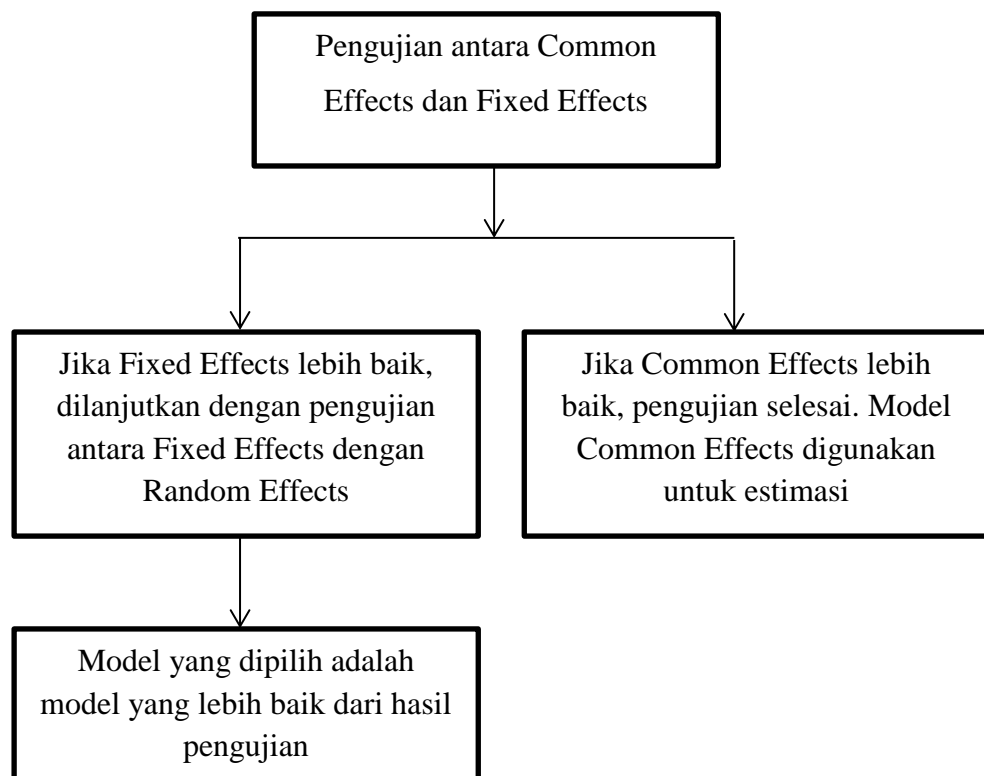 Pengujian antara Common
Effects dan Fixed Effects
Jika Fixed Effects lebih baik,
dilanjutkan dengan pengujian
antara Fixed Effects dengan
Random Effects
Jika Common Effects lebih
baik, pengujian selesai. Model
Common Effects digunakan
untuk estimasi
Model yang dipilih adalah
model yang lebih baik dari hasil
pengujian